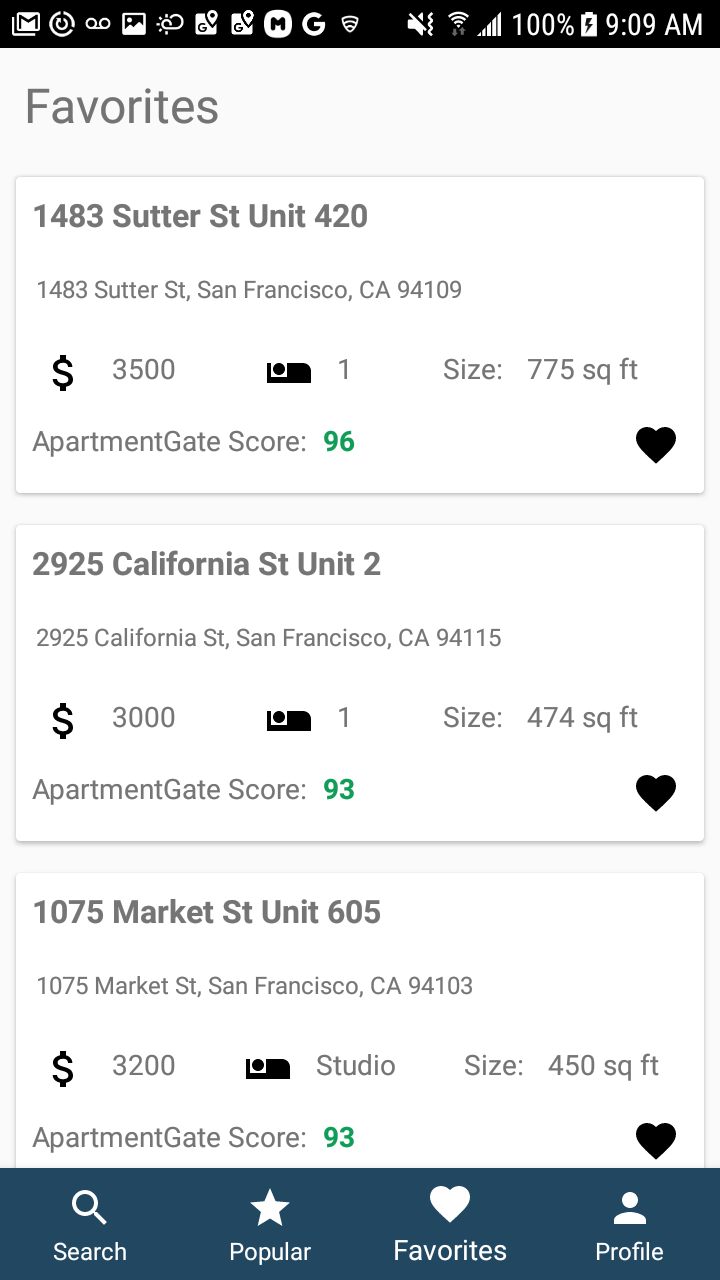 100% 9:09 AM
Favorites
1483 Sutter St Unit 420
1483 Sutter St, San Francisco, CA 94109
$ 3500 1 Size: 775 sq ft
ApartmentGate Score: 96
2925 California St Unit 2
2925 California St, San Francisco, CA 94115
$ 3000 1 Size: 474 sq ft
ApartmentGate Score: 93
1075 Market St Unit 605
1075 Market St, San Francisco, CA 94103
$ 3200 Studio Size: 450 sq ft
ApartmentGate Score: 93
Search Popular Favorites Profile